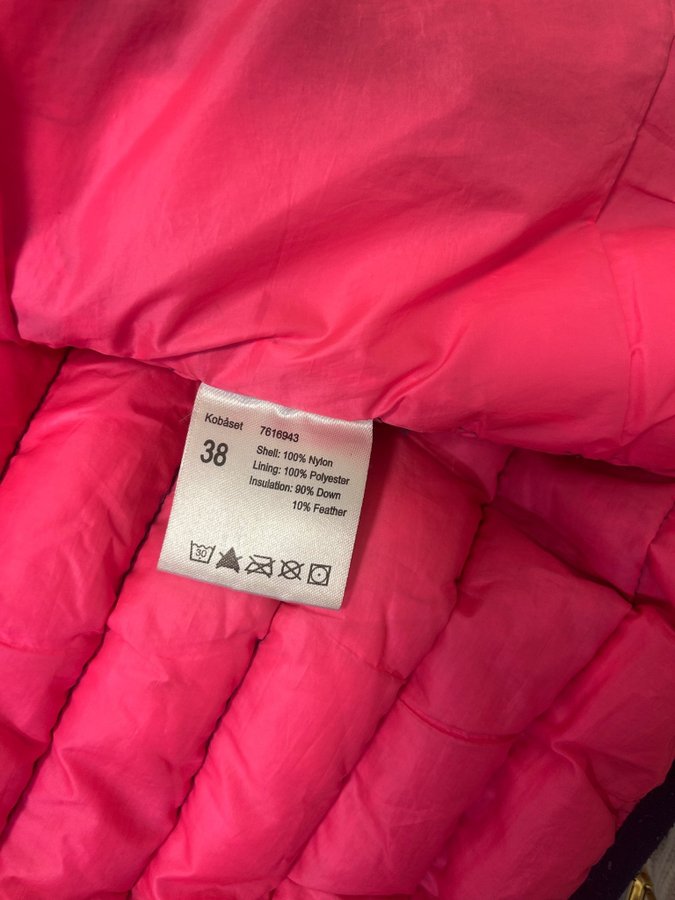 Kobåset 7616943
38
Shell: 100% Nylon
Lining: 100% Polyester
Insulation: 90% Down
10% Feather
30